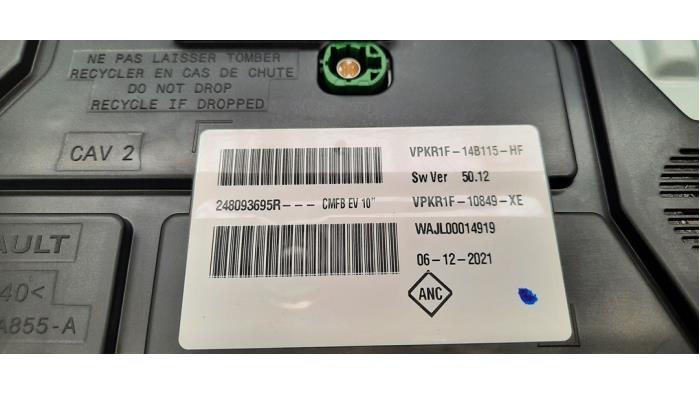 NE PAS LAISSER TOMBER
RECYCLER EN CAS DE CHUTE
DO NOT DROP
RECYCLE IF DROPPED
CAV 2
VPKR1F-14B115-HF
Sw Ver 50.12
248093695R--- CMFB EV 10" VPKR1F-10849-XE
WAJL00014919
06-12-2021
ANC
AULT
40<
A855-A